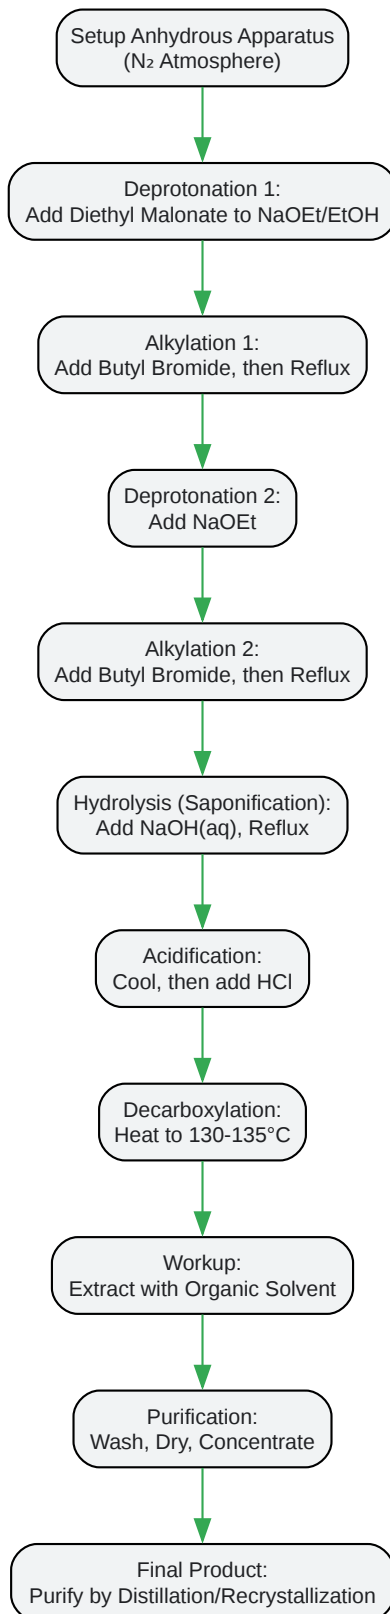 Setup Anhydrous Apparatus
(N₂ Atmosphere)
Deprotonation 1:
Add Diethyl Malonate to NaOEt/EtOH
Alkylation 1:
Add Butyl Bromide, then Reflux
Deprotonation 2:
Add NaOEt
Alkylation 2:
Add Butyl Bromide, then Reflux
Hydrolysis (Saponification):
Add NaOH(aq), Reflux
Acidification:
Cool, then add HCl
Decarboxylation:
Heat to 130-135°C
Workup:
Extract with Organic Solvent
Purification:
Wash, Dry, Concentrate
Final Product:
Purify by Distillation/Recrystallization